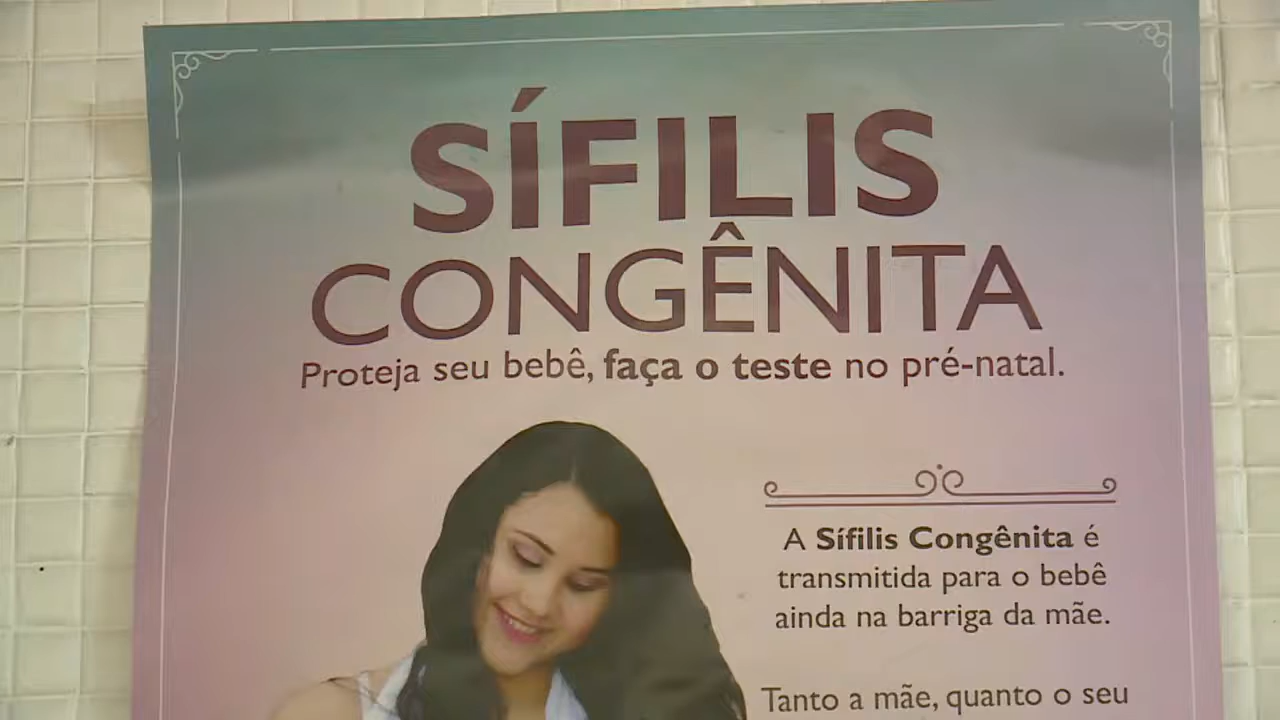 SÍFILIS
CONGÊNITA
Proteja seu bebê, faça o teste no pré-natal.
A Sífilis Congênita é
transmitida para o bebê
ainda na barriga da mãe.
Tanto a mãe, quanto o seu